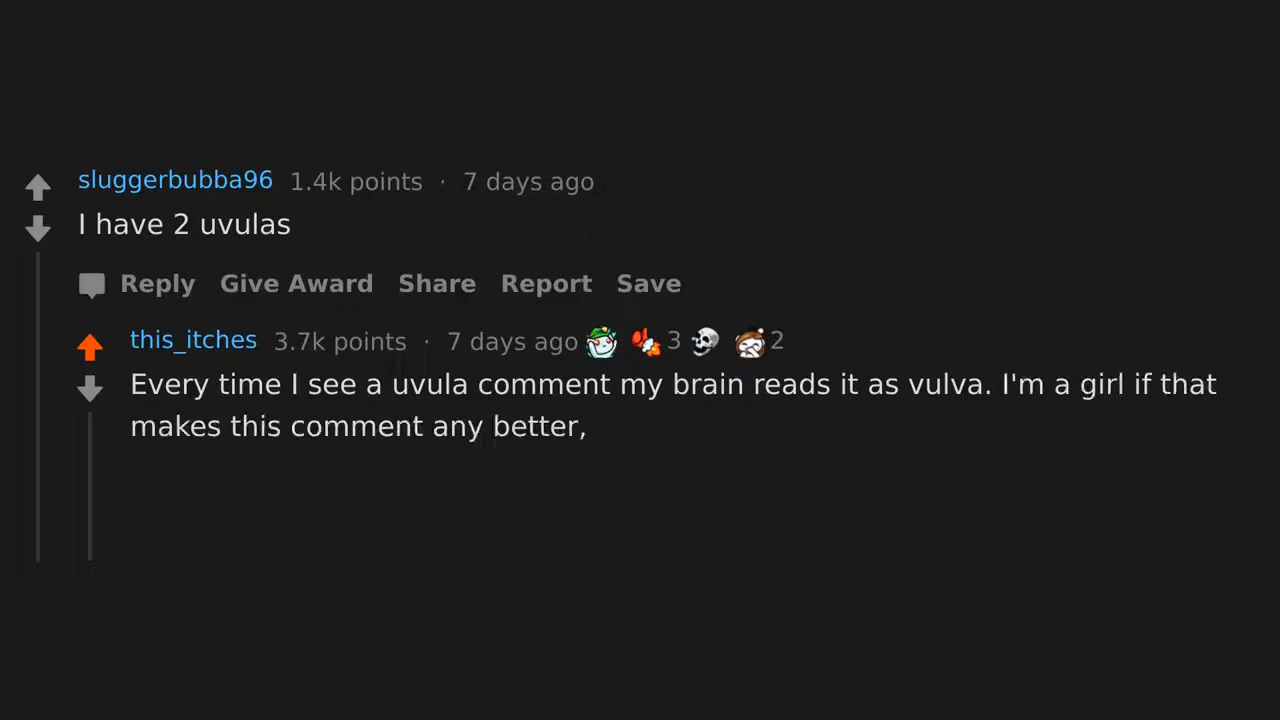 sluggerbubba96 1.4k points · 7 days ago
I have 2 uvulas
Reply Give Award Share Report Save
this_itches 3.7k points · 7 days ago 3 2
Every time I see a uvula comment my brain reads it as vulva. I'm a girl if that
makes this comment any better,